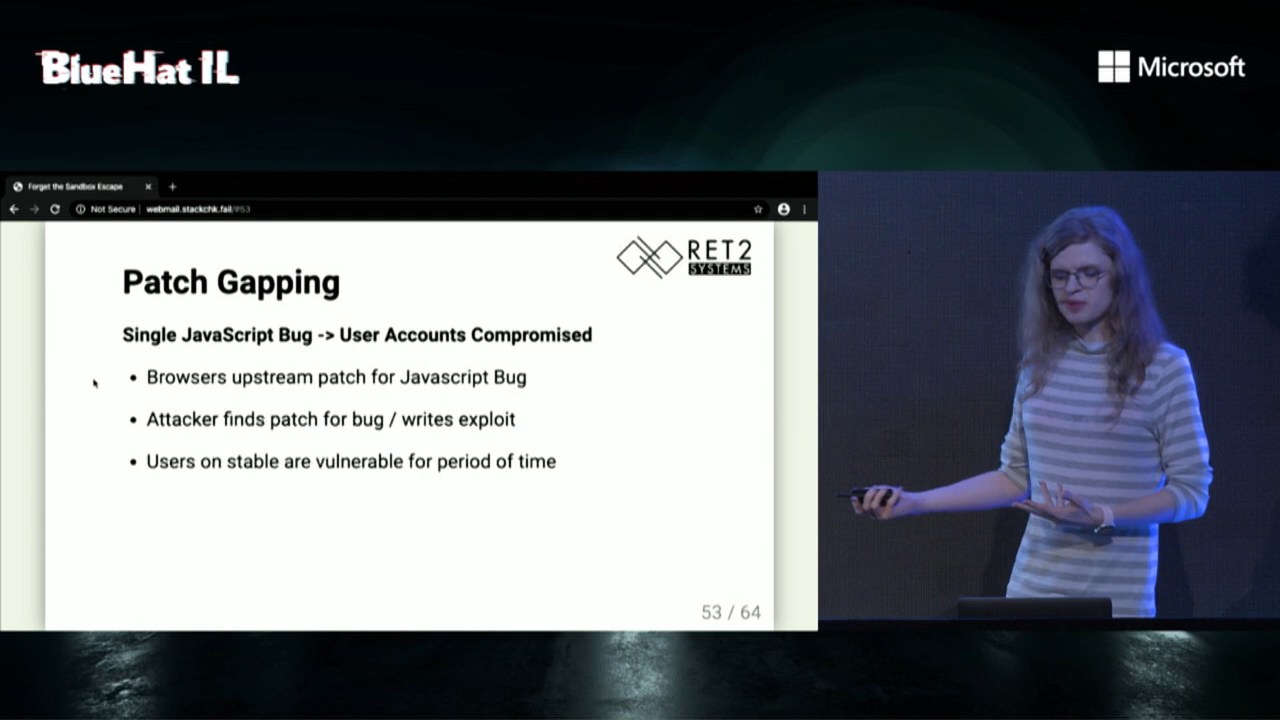 BlueHat IL
Microsoft
Forget the Sandbox Escape
Not Secure | webmail.stackchk.fail/#53
RET2
SYSTEMS
Patch Gapping
Single JavaScript Bug -> User Accounts Compromised
• Browsers upstream patch for Javascript Bug
• Attacker finds patch for bug / writes exploit
• Users on stable are vulnerable for period of time
53 / 64